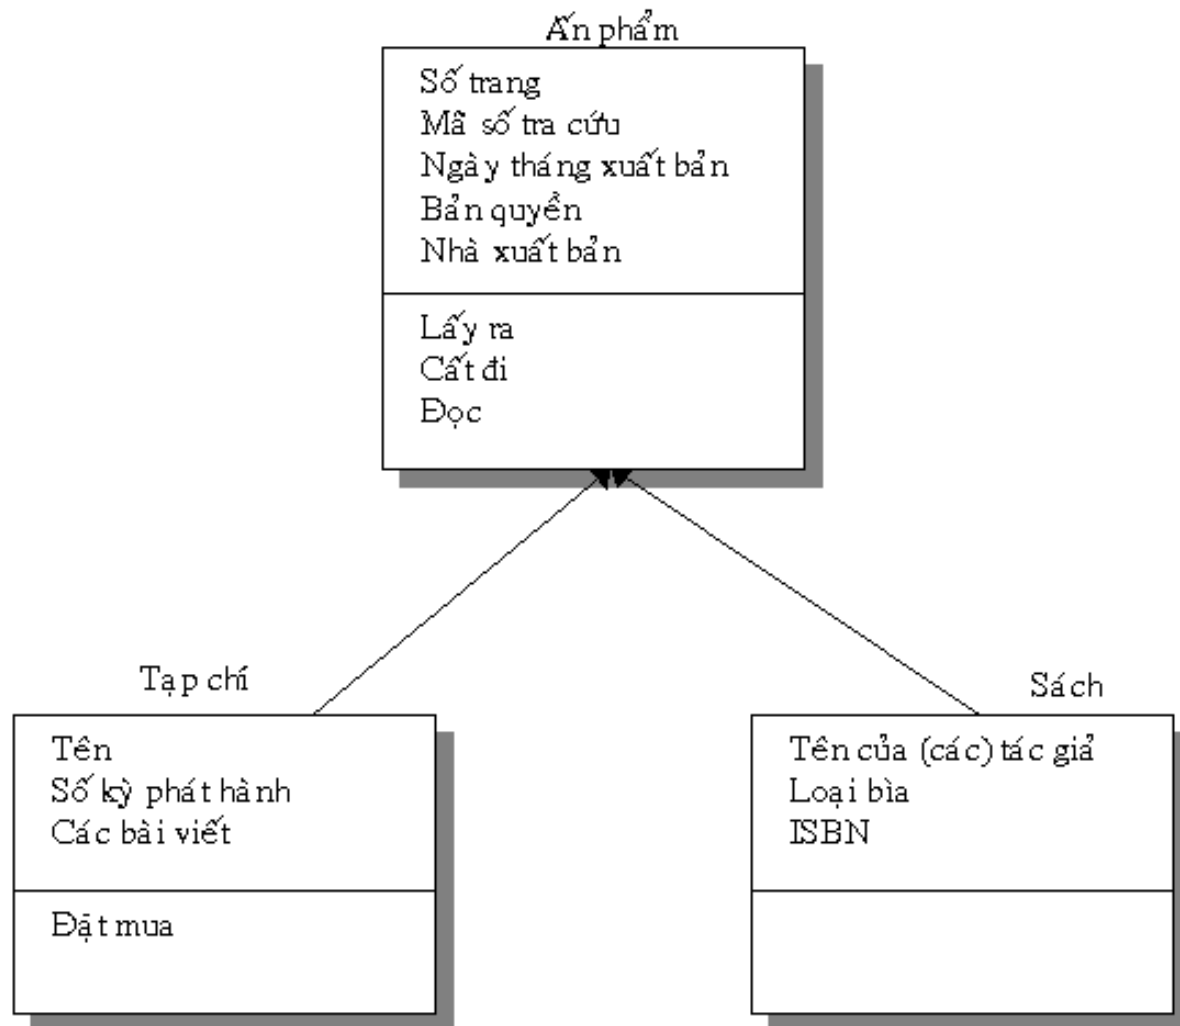 Ấn phẩm
Số trang
Mã số tra cứu
Ngày tháng xuất bản
Bản quyền
Nhà xuất bản
Lấy ra
Cất đi
Đọc
Tạp chí
Sách
Tên
Số kỳ phát hành
Các bài viết
Đặt mua
Tên của (các) tác giả
Loại bìa
ISBN